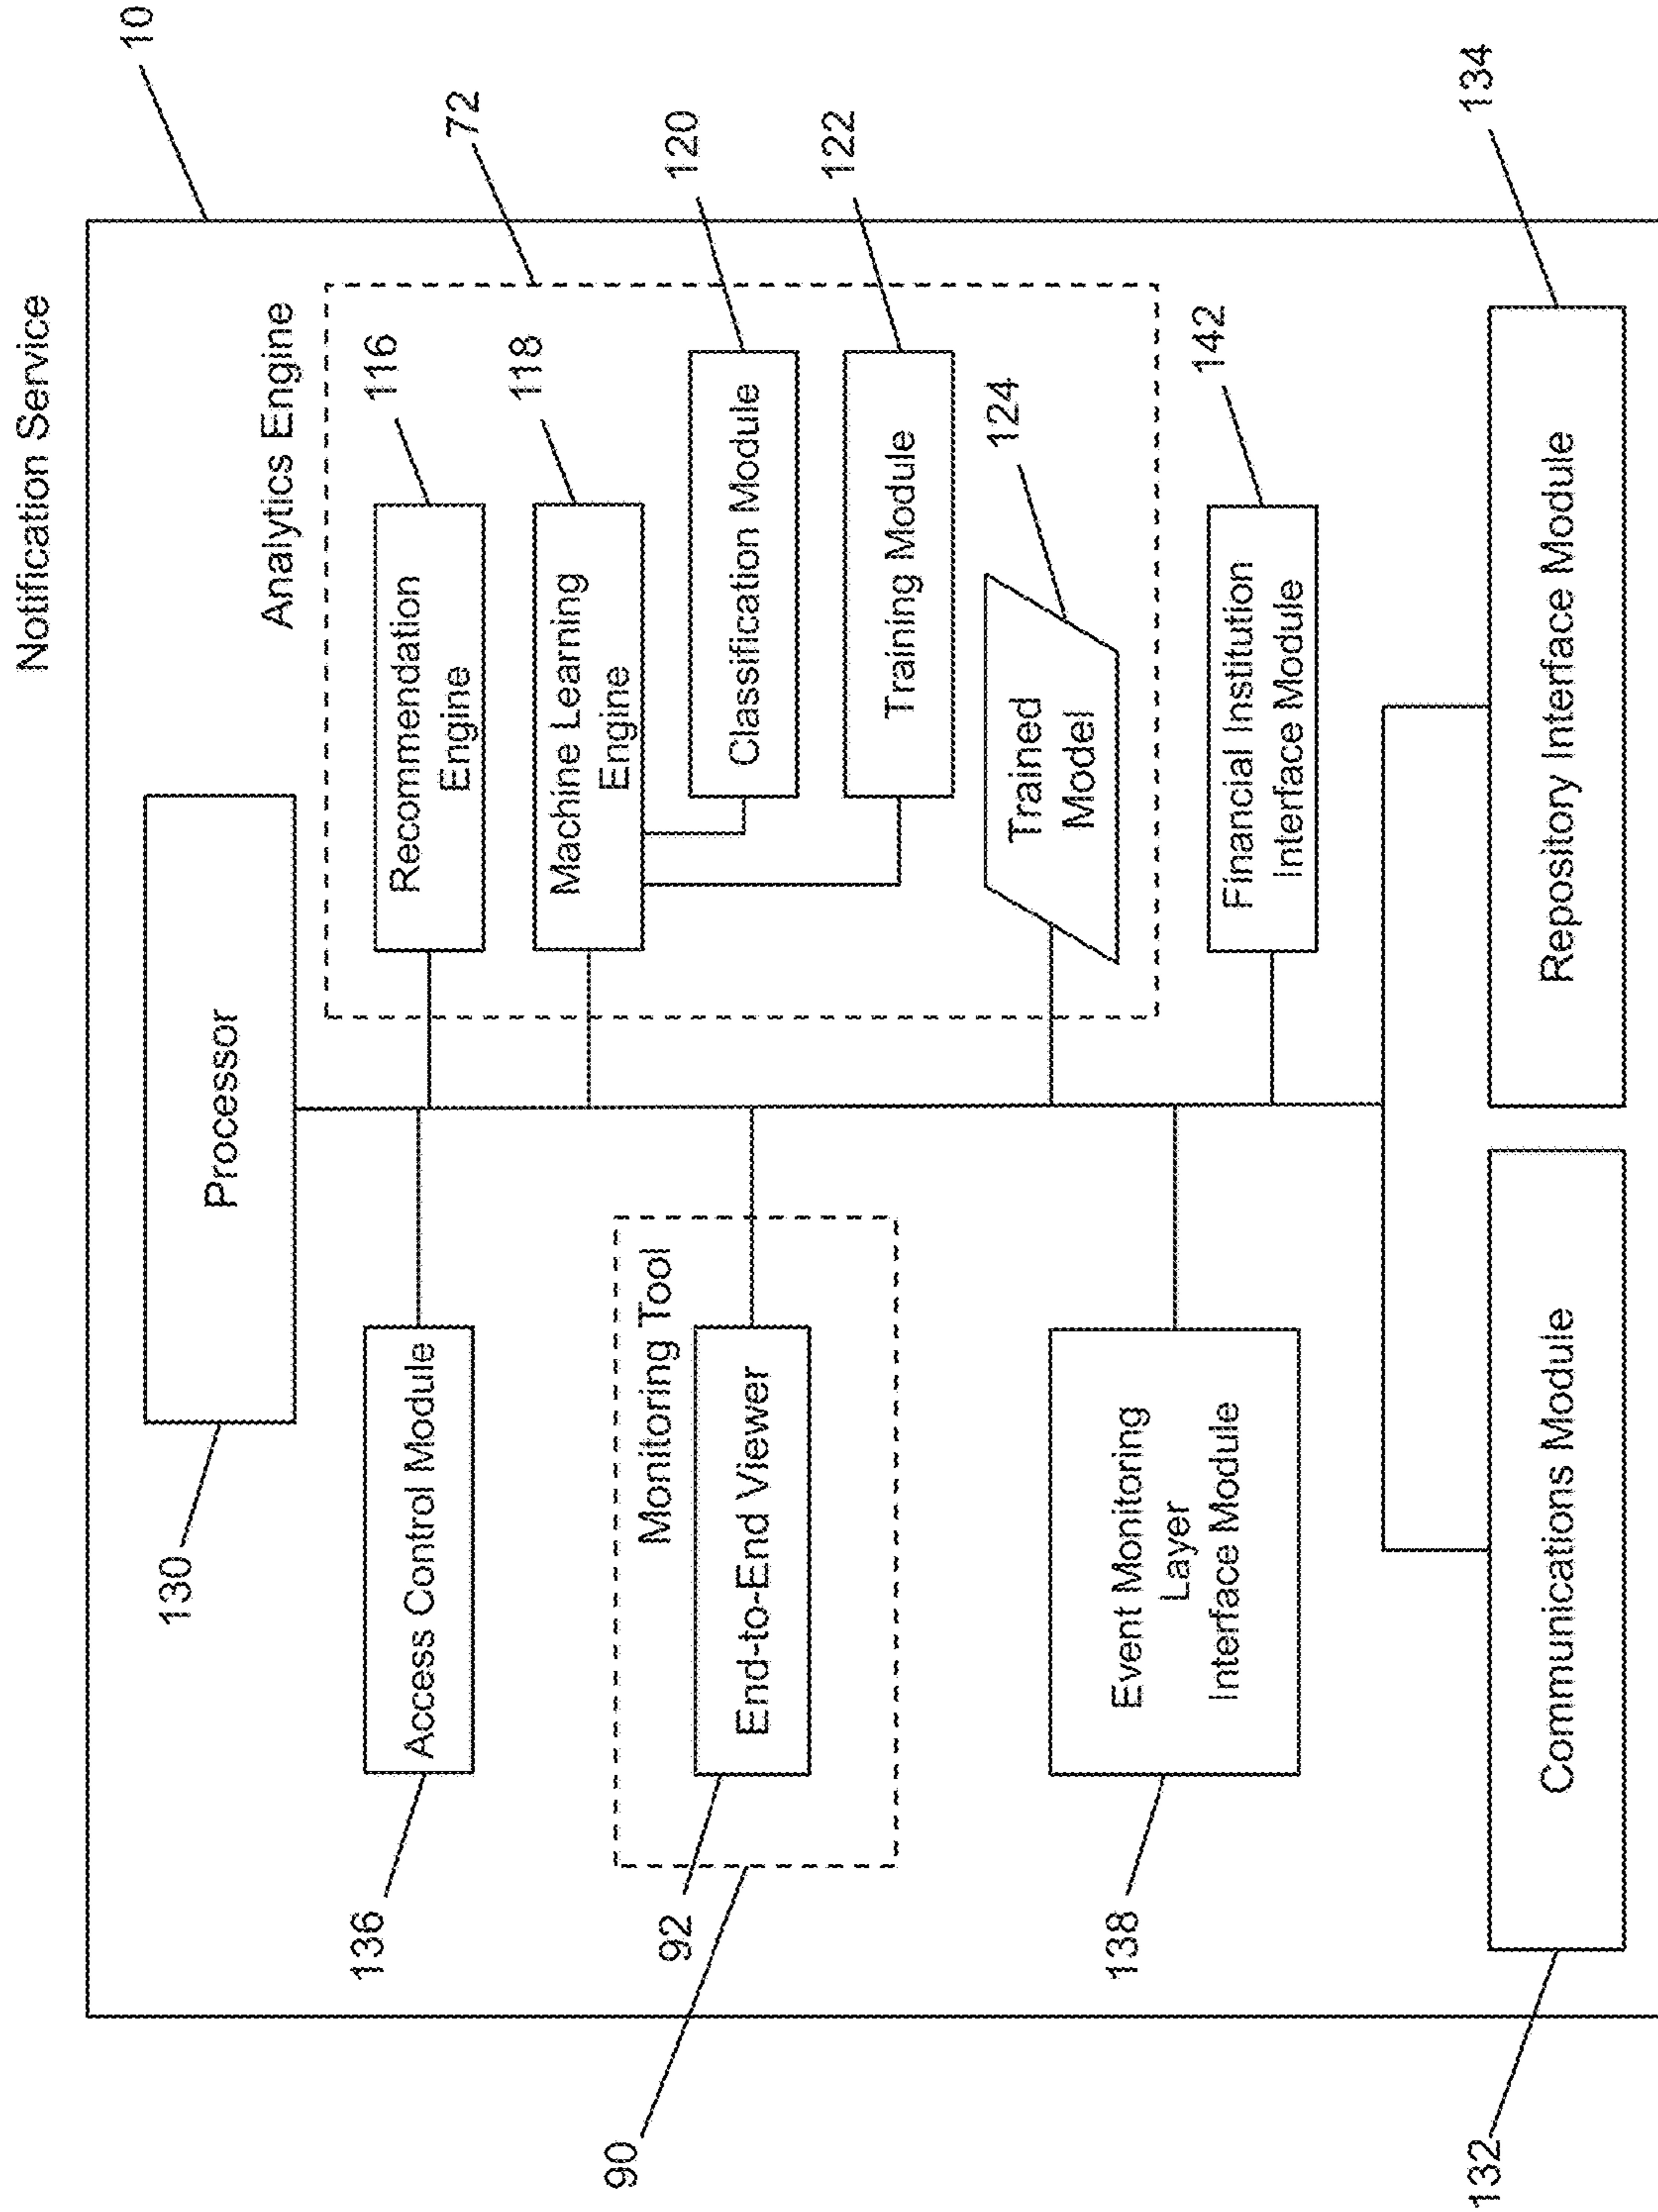 Notification Service
10
Processor
130
Analytics Engine
72
Access Control Module
136
Recommendation
Engine
116
Machine Learning
Engine
118
Monitoring Tool
End-to-End Viewer
92
90
Classification Module
120
Training Module
122
Trained
Model
124
Event Monitoring
Layer
Interface Module
138
Financial Institution
Interface Module
142
Communications Module
132
Repository Interface Module
134